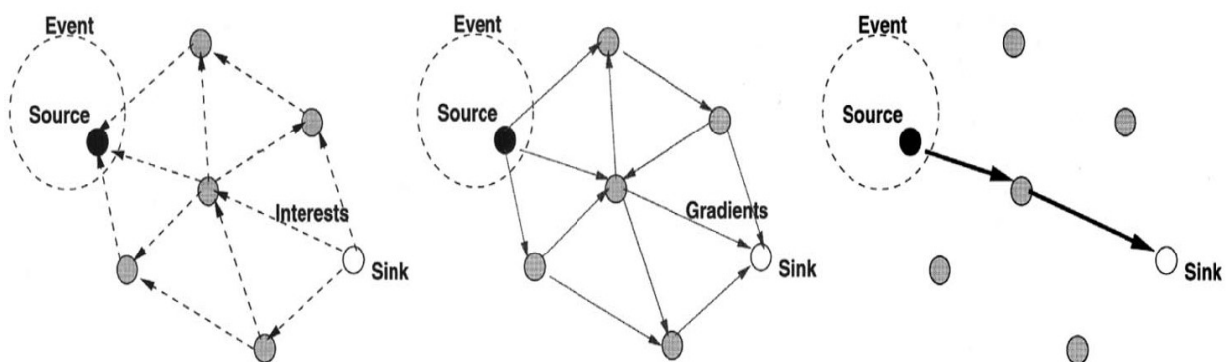 Event
Source
Interests
Sink
Event
Source
Gradients
Sink
Event
Source
Sink